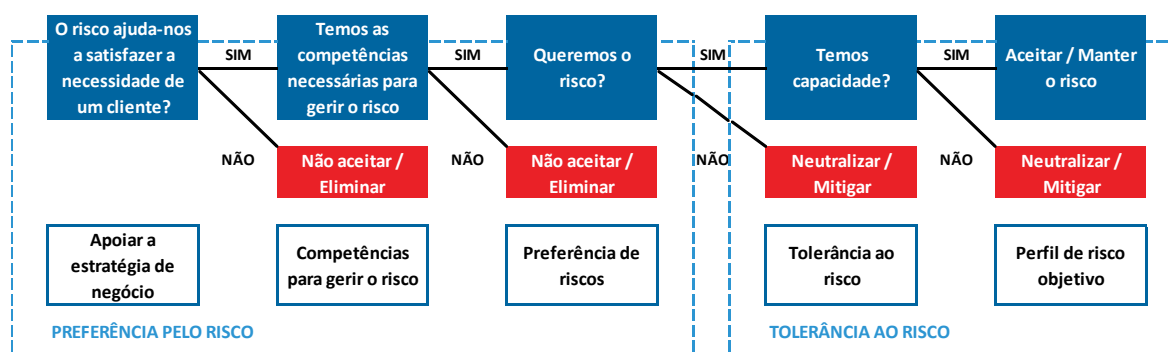 O risco ajuda-nos
a satisfazer a
necessidade de
um cliente?
SIM
Temos as
competências
necessárias para
gerir o risco
SIM
Queremos o
risco?
SIM
Temos
capacidade?
SIM
Aceitar / Manter
o risco
NÃO
Não aceitar /
Eliminar
NÃO
Não aceitar /
Eliminar
NÃO
Neutralizar /
Mitigar
NÃO
Neutralizar /
Mitigar
Apoiar a
estratégia de
negócio
Competências
para gerir o risco
Preferência de
riscos
Tolerância ao
risco
Perfil de risco
objetivo
PREFERÊNCIA PELO RISCO
TOLERÂNCIA AO RISCO